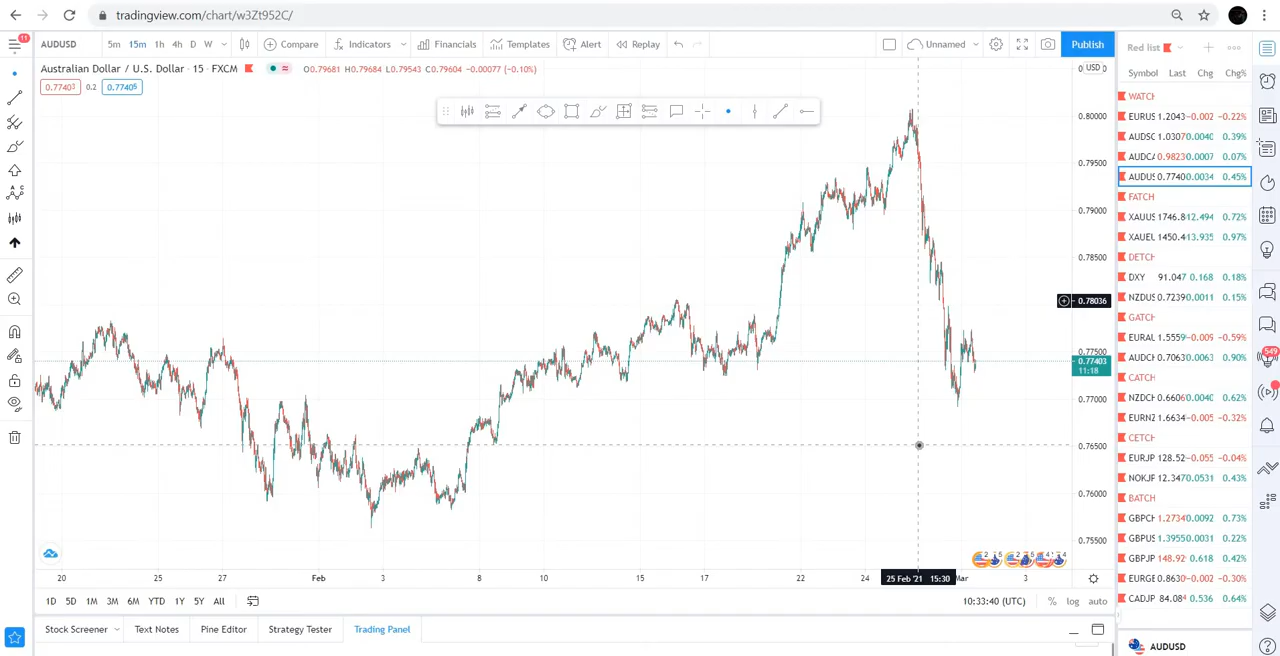 tradingview.com/chart/w3Zt952C/
11
AUDUSD 5m 15m 1h 4h D W Compare Indicators Financials Templates Alert Replay Unnamed Publish
Red list
Australian Dollar / U.S. Dollar · 15 · FXCM O0.79681 H0.79684 L0.79543 C0.79604 −0.00077 (−0.10%)
USD
0.77403 0.2 0.77405
Symbol Last Chg Chg%
WATCH
EURUS 1.2043 −0.002 −0.22%
AUDSG 1.0307 0.0040 0.39%
AUDCA 0.9823 0.0007 0.07%
AUDUS 0.7740 0.0034 0.45%
FATCH
XAUUS 1746.8 12.494 0.72%
XAUEU 1450.4 13.935 0.97%
DETCH
DXY 91.047 0.168 0.18%
NZDUS 0.7239 0.0011 0.15%
GATCH
EURAU 1.5559 −0.009 −0.59%
AUDCH 0.7063 0.0063 0.90%
CATCH
NZDCH 0.6606 0.0040 0.62%
EURNZ 1.6634 −0.005 −0.32%
CETCH
EURJP 128.52 −0.055 −0.04%
NOKJP 12.347 0.0531 0.43%
BATCH
GBPCH 1.2734 0.0092 0.73%
GBPUS 1.3955 0.0031 0.22%
GBPJP 148.92 0.618 0.42%
EURGB 0.8630 −0.002 −0.30%
CADJP 84.084 0.536 0.64%
549
0.80000
0.79500
0.79000
0.78500
0.78036
0.77500
0.77403
11:18
0.77000
0.76500
0.76000
0.75500
20 25 27 Feb 3 8 10 15 17 22 24 25 Feb '21 15:30 Mar 3
1D 5D 1M 3M 6M YTD 1Y 5Y All 10:33:40 (UTC) % log auto
Stock Screener Text Notes Pine Editor Strategy Tester Trading Panel
AUDUSD